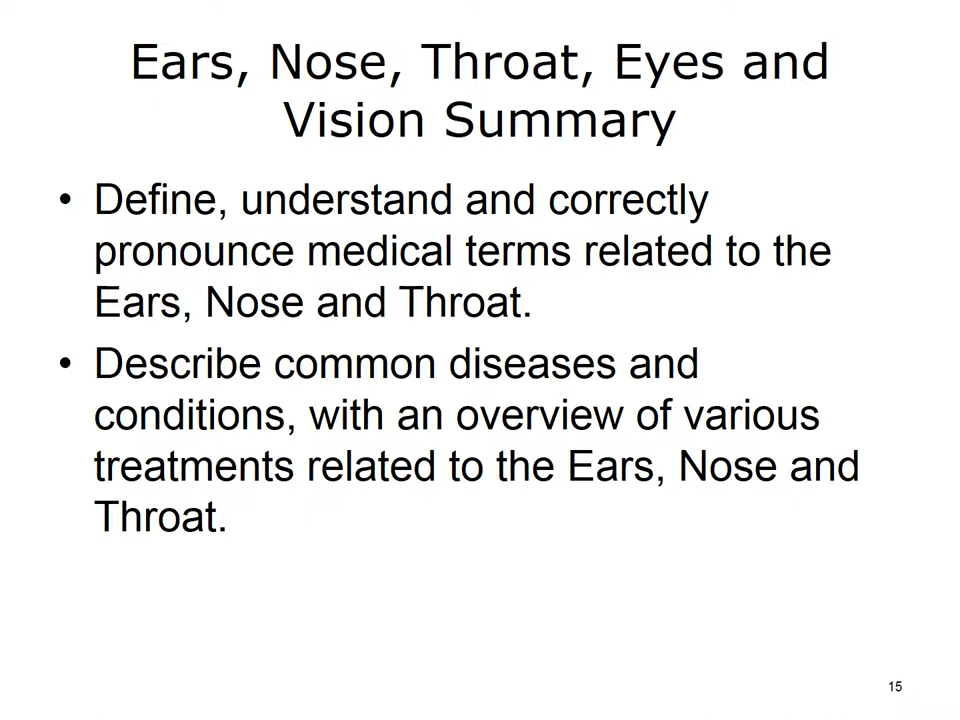 Ears, Nose, Throat, Eyes and
Vision Summary
• Define, understand and correctly
pronounce medical terms related to the
Ears, Nose and Throat.
• Describe common diseases and
conditions, with an overview of various
treatments related to the Ears, Nose and
Throat.
15